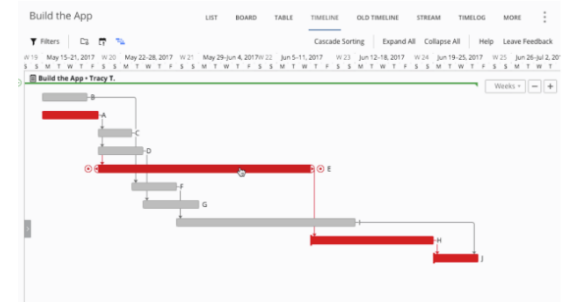 Build the App
LIST BOARD TABLE TIMELINE OLD TIMELINE STREAM TIMELOG MORE
Filters Cascade Sorting Expand All Collapse All Help Leave Feedback
W 19 May 15-21, 2017 W 20 May 22-28, 2017 W 21 May 29-Jun 4, 2017 W 22 Jun 5-11, 2017 W 23 Jun 12-18, 2017 W 24 Jun 19-25, 2017 W 25 Jun 26-Jul 2, 20
S S M T W T F S S M T W T F S S M T W T F S S M T W T F S S M T W T F S S M T W T F S S M T W T
Build the App • Tracy T.
Weeks
B
A
C
D
E
F
G
I
H
J